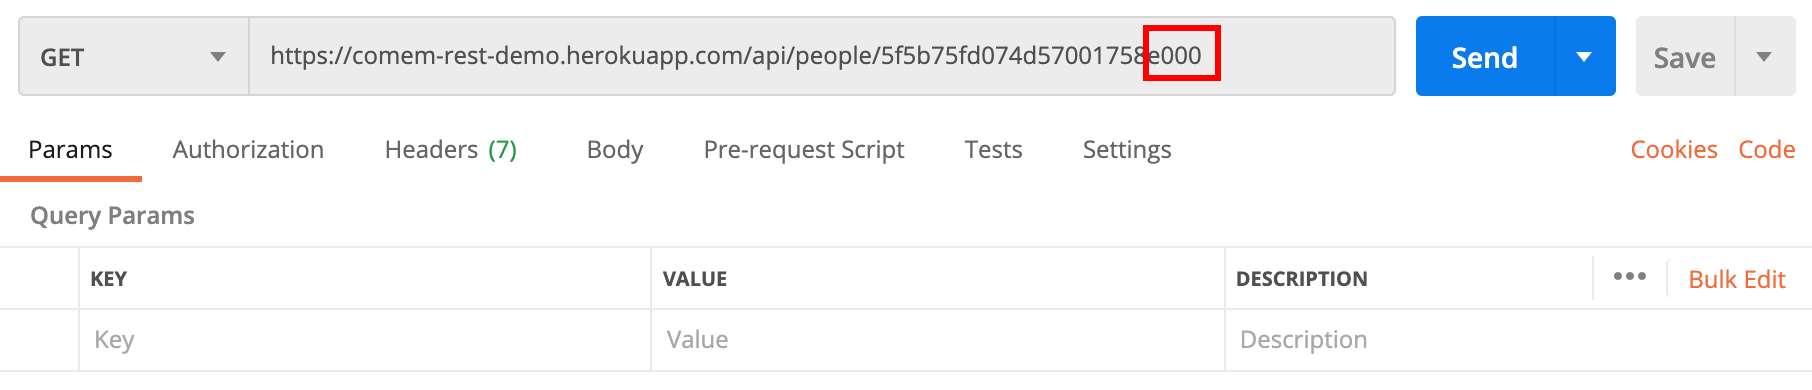 GET https://comem-rest-demo.herokuapp.com/api/people/5f5b75fd074d57001758e000 Send Save
Params Authorization Headers (7) Body Pre-request Script Tests Settings Cookies Code
Query Params
KEY VALUE DESCRIPTION ••• Bulk Edit
Key Value Description